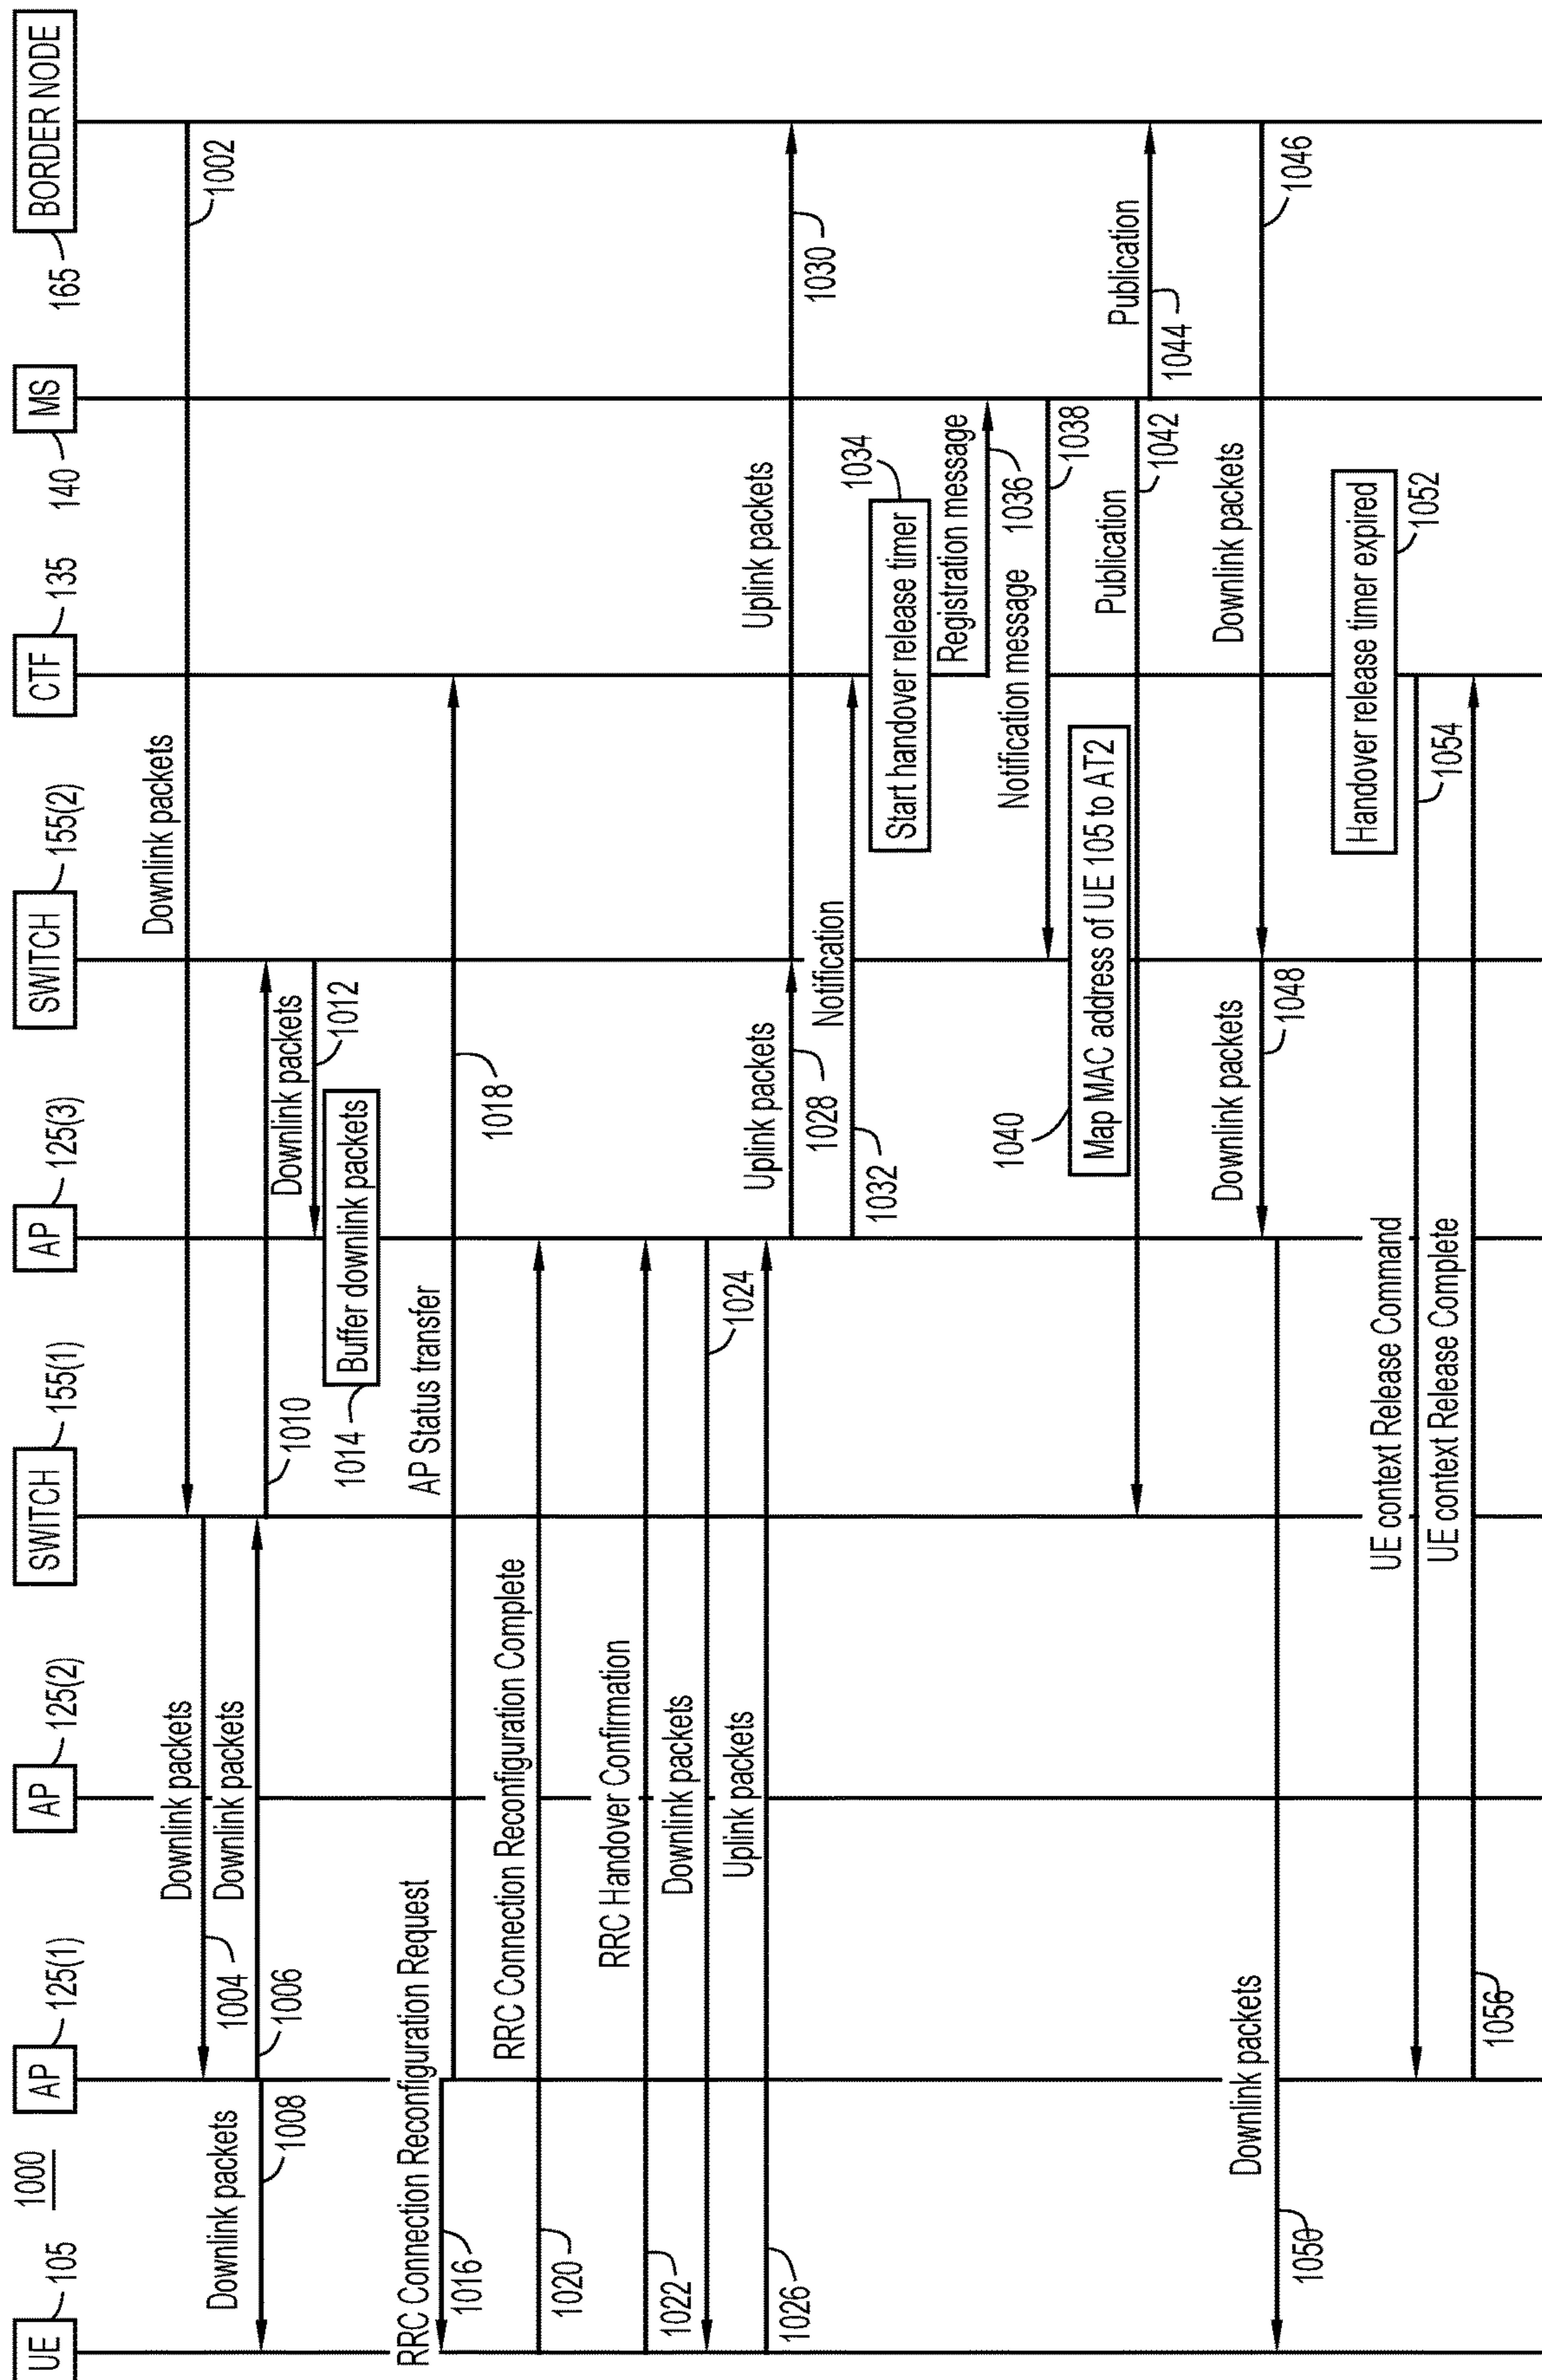 1000
UE 105
AP 125(1)
AP 125(2)
SWITCH 155(1)
AP 125(3)
SWITCH 155(2)
CTF 135
140 MS
165 BORDER NODE
Downlink packets
1002
Downlink packets
1004
Downlink packets
1006
Downlink packets
1008
1010
Downlink packets
1012
1014
Buffer downlink packets
RRC Connection Reconfiguration Request
1016
AP Status transfer
1018
RRC Connection Reconfiguration Complete
1020
RRC Handover Confirmation
1022
Downlink packets
1024
Uplink packets
1026
Uplink packets
1028
Uplink packets
1030
Notification
1032
1034
Start handover release timer
Registration message
1036
Notification message
1038
1040
Map MAC address of UE 105 to AT2
Publication
1042
Publication
1044
Downlink packets
1046
Downlink packets
1048
Downlink packets
1050
Handover release timer expired
1052
UE context Release Command
1054
UE context Release Complete
1056